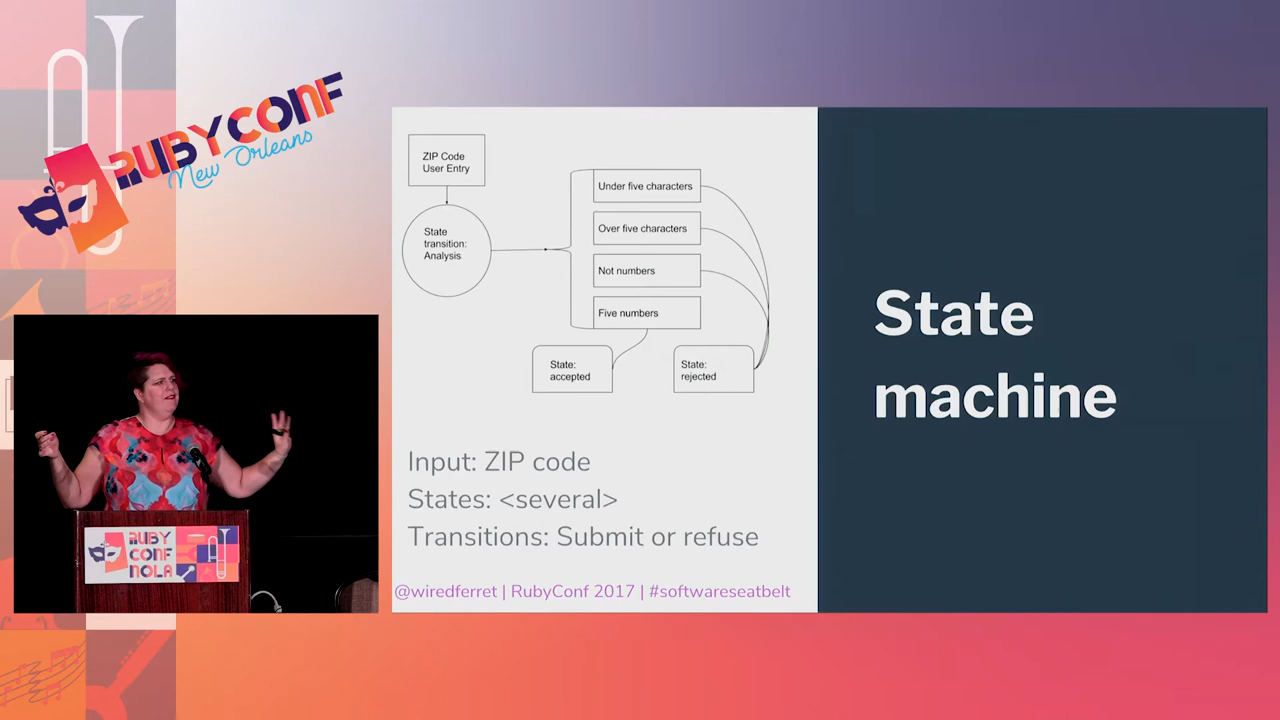 RUBYCONF
New Orleans
ZIP Code
User Entry
State
transition:
Analysis
Under five characters
Over five characters
Not numbers
Five numbers
State:
accepted
State:
rejected
Input: ZIP code
States: <several>
Transitions: Submit or refuse
@wiredferret | RubyConf 2017 | #softwareseatbelt
State
machine
RUBY
CONF
NOLA